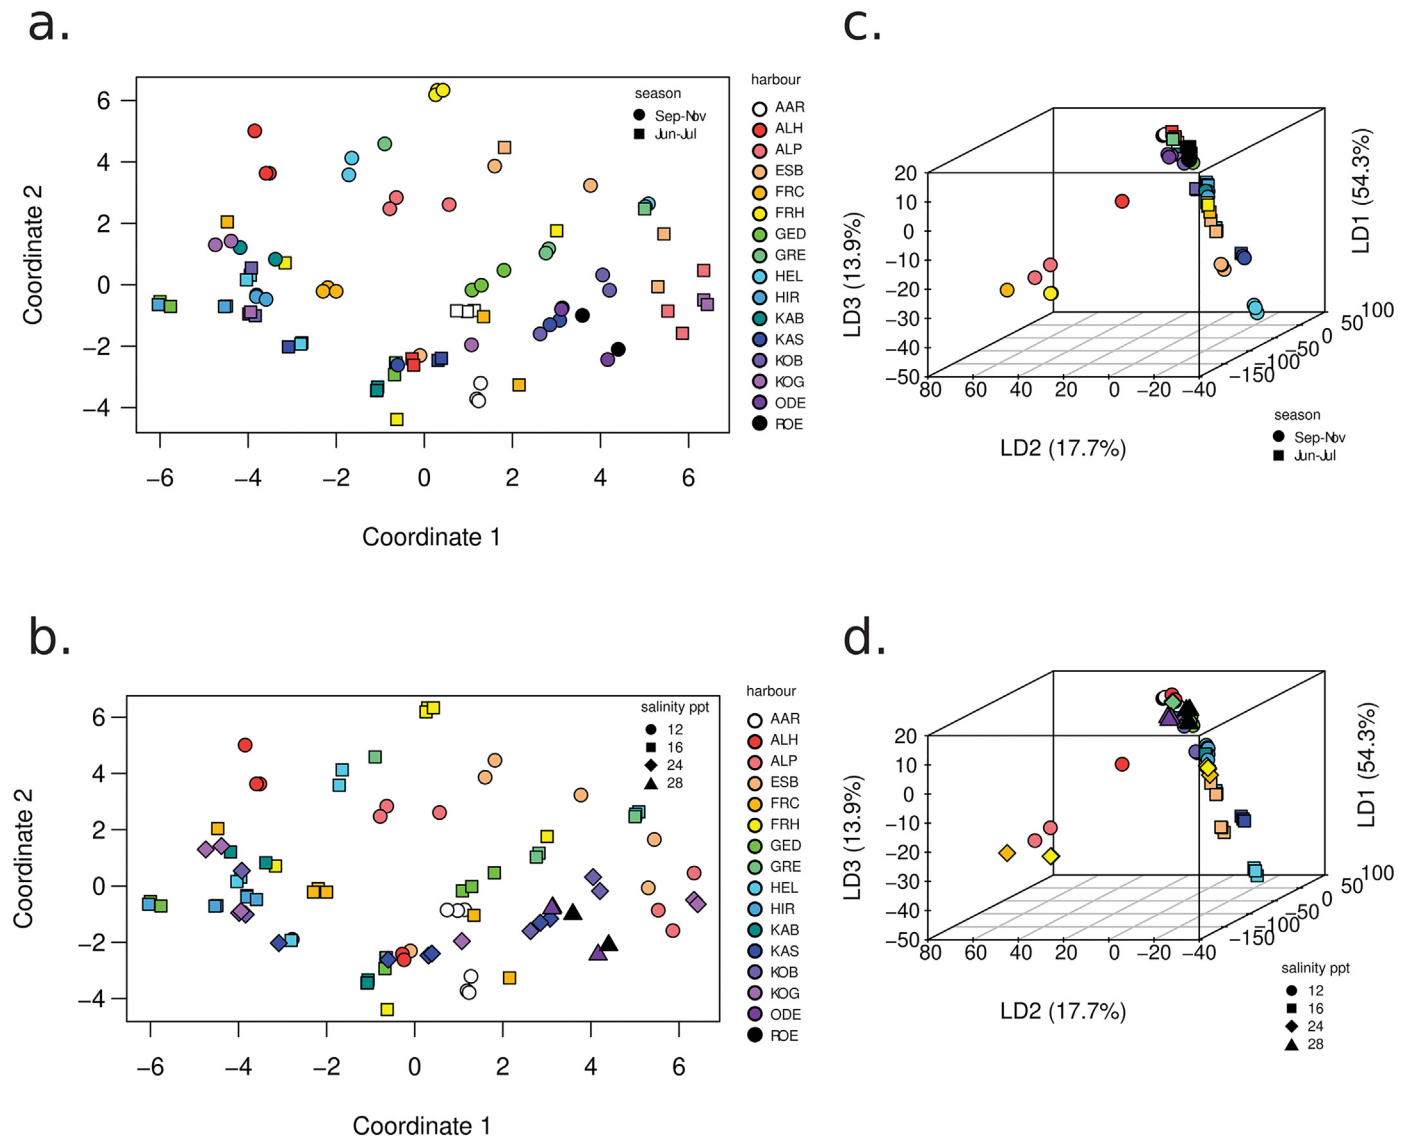 a.
6
4
2
0
−2
−4
−6
−4
−2
0
2
4
6
Coordinate 2
Coordinate 1
season
Sep-Nov
Jun-Jul
harbour
AAR
ALH
ALP
ESB
FRC
FRH
GED
GRE
HEL
HIR
KAB
KAS
KOB
KOG
ODE
ROE
c.
20
10
0
−10
−20
−30
−40
−50
80
60
40
20
0
−20
−40
−150
−100
−50
0
50
100
LD3 (13.9%)
LD1 (54.3%)
LD2 (17.7%)
season
Sep-Nov
Jun-Jul
b.
6
4
2
0
−2
−4
−6
−4
−2
0
2
4
6
Coordinate 2
Coordinate 1
salinity ppt
12
16
24
28
harbour
AAR
ALH
ALP
ESB
FRC
FRH
GED
GRE
HEL
HIR
KAB
KAS
KOB
KOG
ODE
ROE
d.
20
10
0
−10
−20
−30
−40
−50
80
60
40
20
0
−20
−40
−150
−100
−50
0
50
100
LD3 (13.9%)
LD1 (54.3%)
LD2 (17.7%)
salinity ppt
12
16
24
28